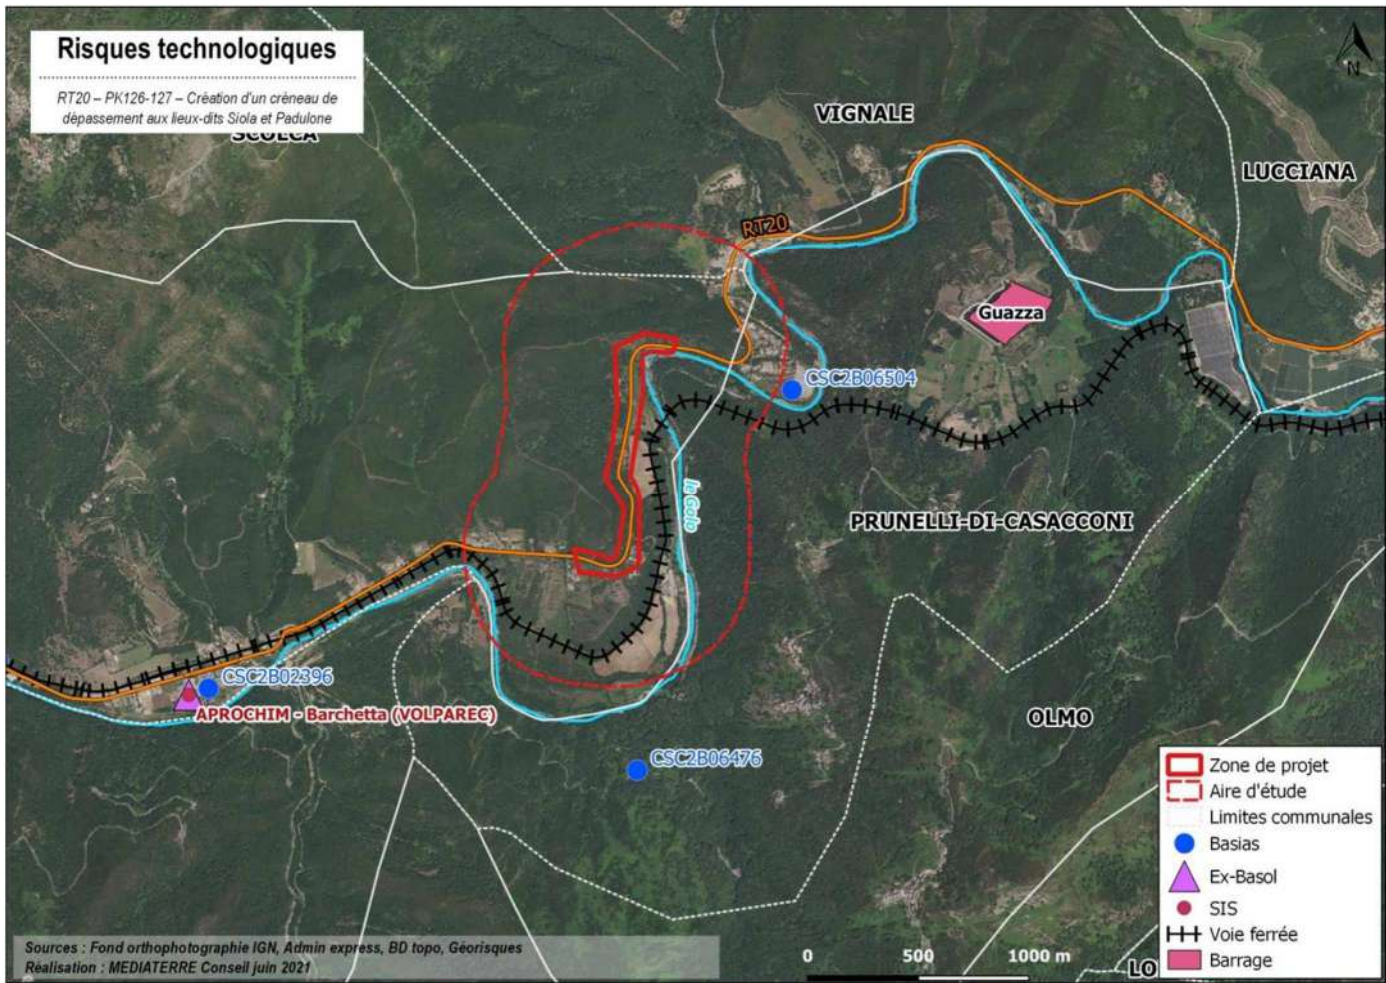 Risques technologiques
RT20 – PK126-127 – Création d'un créneau de
dépassement aux lieux-dits Siola et Padulone
SCOLCA
VIGNALE
N
LUCCIANA
RT20
Guazza
CSC2B06504
le Golo
PRUNELLI-DI-CASACCONI
CSC2B02396
APROCHIM - Barchetta (VOLPAREC)
OLMO
CSC2B06476
Zone de projet
Aire d'étude
Limites communales
Basias
Ex-Basol
SIS
Voie ferrée
Barrage
Sources : Fond orthophotographie IGN, Admin express, BD topo, Géorisques
Réalisation : MEDIATERRE Conseil juin 2021
0 500 1000 m
LO